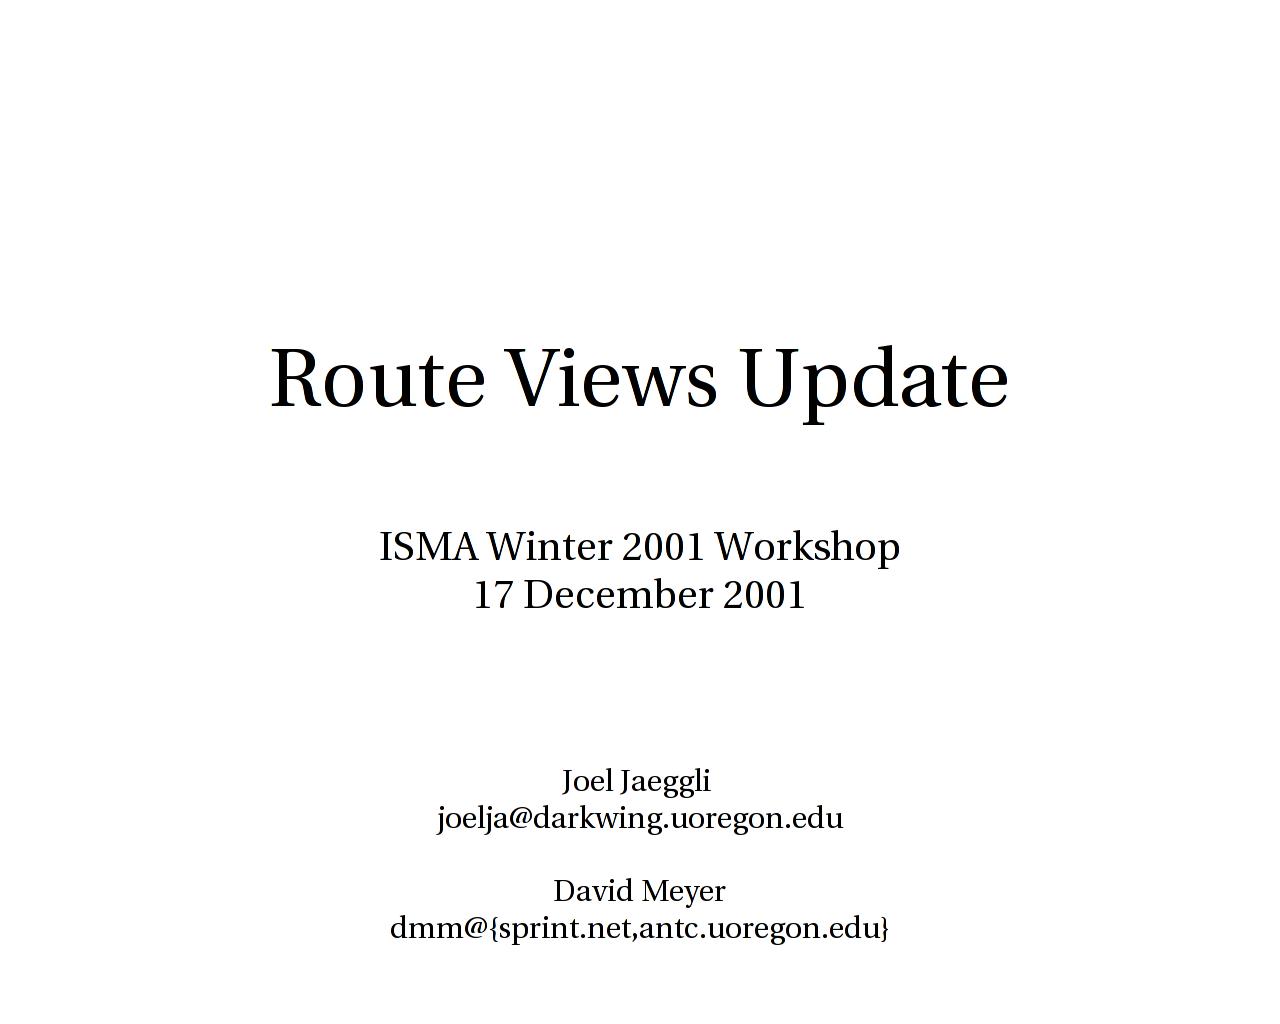 Route Views Update
ISMA Winter 2001 Workshop
17 December 2001
Joel Jaeggli
joelja@darkwing.uoregon.edu
David Meyer
dmm@{sprint.net,antc.uoregon.edu}